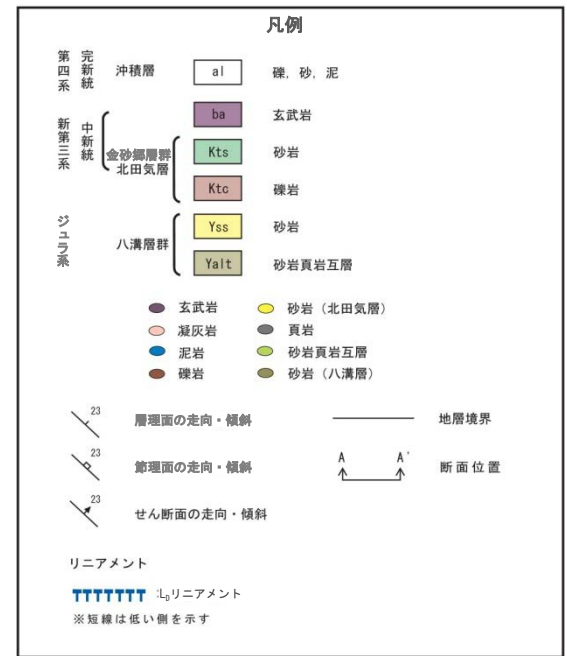 凡例
第四系 完新統 沖積層 al 礫，砂，泥
新第三系 中新統 ba 玄武岩
金砂郷層群 北田気層 Kts 砂岩
Ktc 礫岩
ジュラ系 八溝層群 Yss 砂岩
Yalt 砂岩頁岩互層
玄武岩 砂岩（北田気層）
凝灰岩 頁岩
泥岩 砂岩頁岩互層
礫岩 砂岩（八溝層）
23 層理面の走向・傾斜 地層境界
23 節理面の走向・傾斜 A A' 断面位置
23 せん断面の走向・傾斜
リニアメント
:LDリニアメント
※短線は低い側を示す